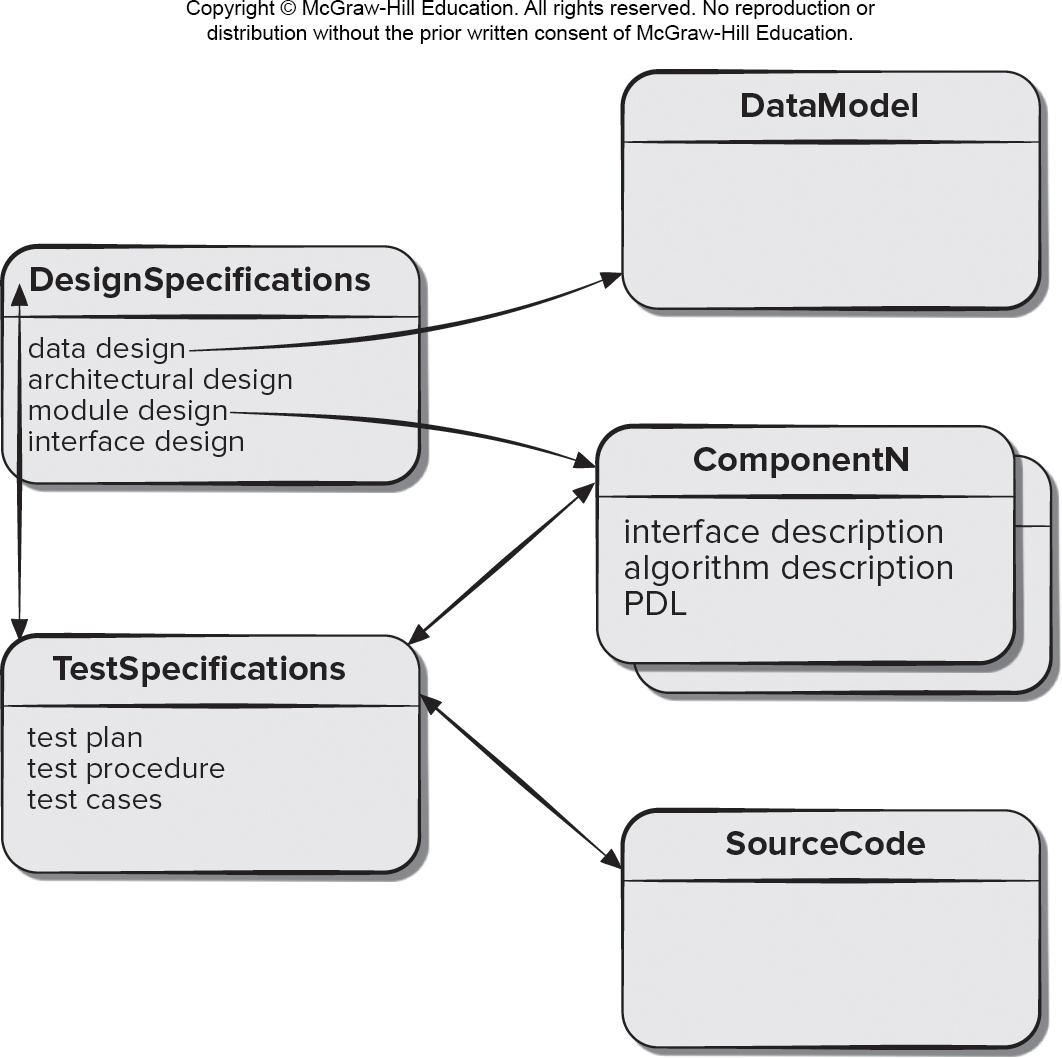 Copyright © McGraw-Hill Education. All rights reserved. No reproduction or
distribution without the prior written consent of McGraw-Hill Education.
DataModel
DesignSpecifications
data design
architectural design
module design
interface design
ComponentN
interface description
algorithm description
PDL
TestSpecifications
test plan
test procedure
test cases
SourceCode